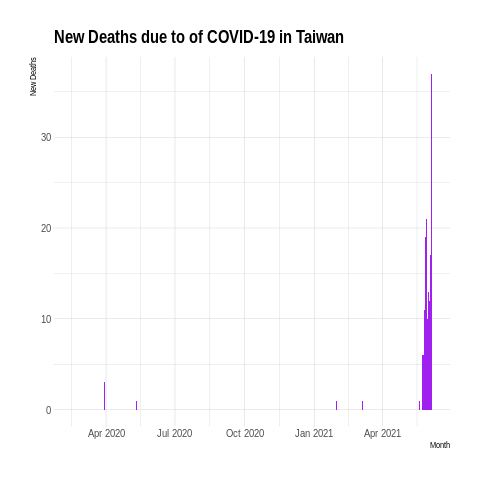 New Deaths due to of COVID-19 in Taiwan
New Deaths
30
20
10
0
Apr 2020 Jul 2020 Oct 2020 Jan 2021 Apr 2021
Month